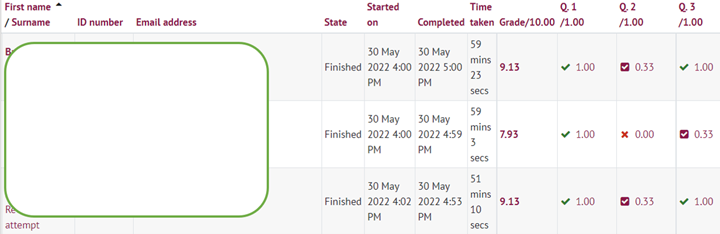 First name / Surname ID number Email address State Started on Completed Time taken Grade/10.00 Q. 1 /1.00 Q. 2 /1.00 Q. 3 /1.00
Finished 30 May 2022 4:00 PM 30 May 2022 5:00 PM 59 mins 23 secs 9.13 1.00 0.33 1.00
Finished 30 May 2022 4:00 PM 30 May 2022 4:59 PM 59 mins 3 secs 7.93 1.00 0.00 0.33
Finished 30 May 2022 4:02 PM 30 May 2022 4:53 PM 51 mins 10 secs 9.13 1.00 0.33 1.00
attempt